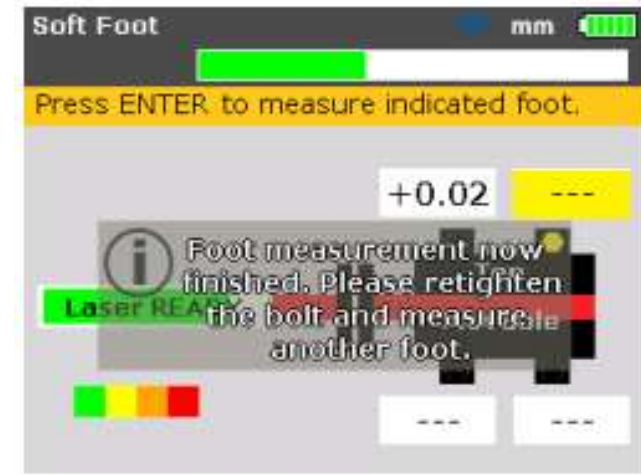 Soft Foot
mm
Press ENTER to measure indicated foot.
+0.02
---
Foot measurement now
finished. Please retighten
the bolt and measure
another foot.
Laser READY
---
---